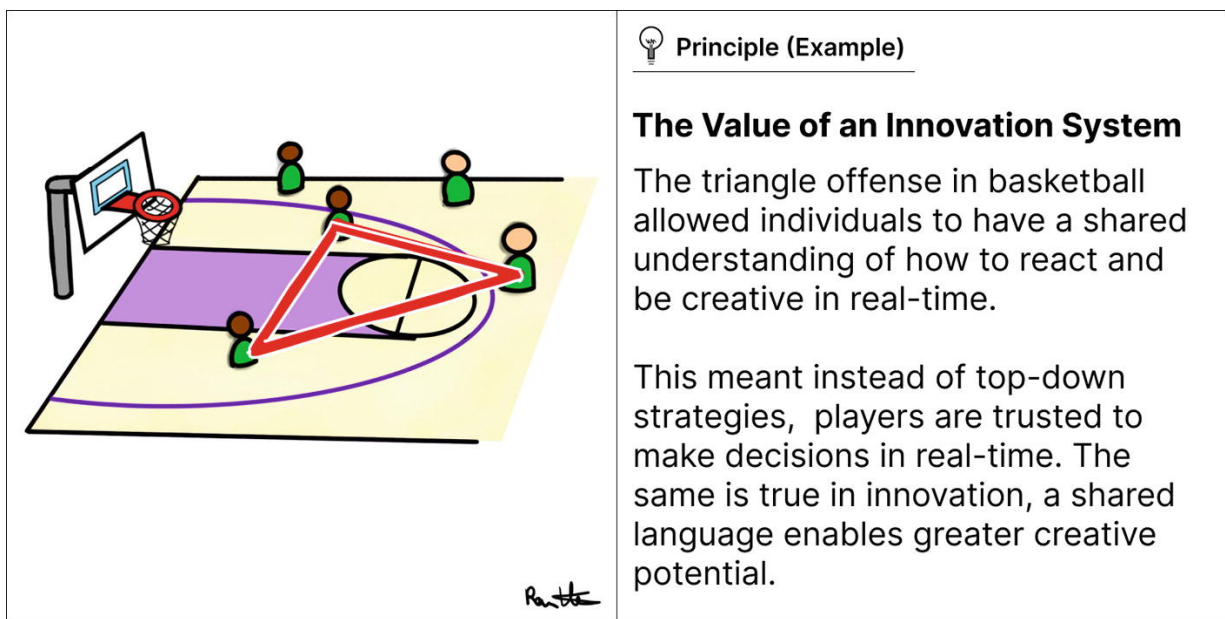 Principle (Example)
The Value of an Innovation System
The triangle offense in basketball
allowed individuals to have a shared
understanding of how to react and
be creative in real-time.
This meant instead of top-down
strategies,  players are trusted to
make decisions in real-time. The
same is true in innovation, a shared
language enables greater creative
potential.